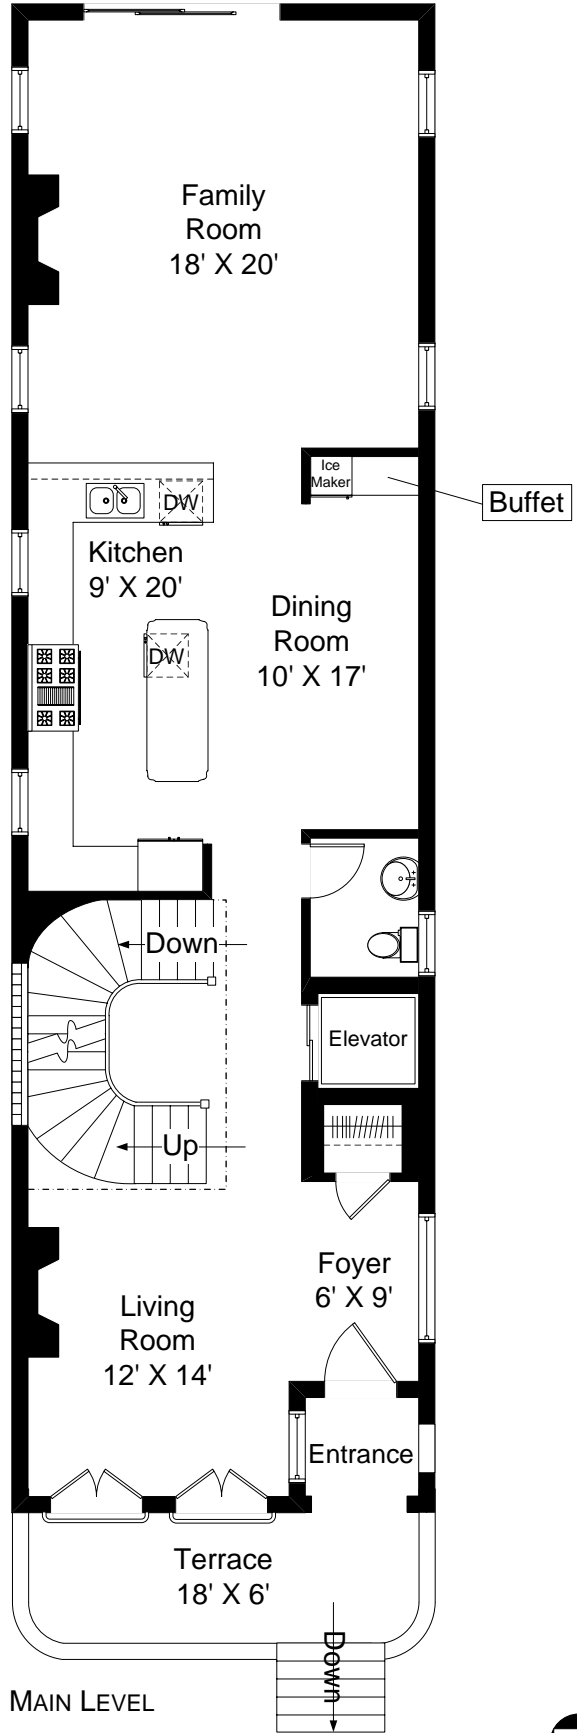 Family
Room
18' X 20'
Ice
Maker
Buffet
DW
Kitchen
9' X 20'
Dining
Room
10' X 17'
DW
Down
Elevator
Up
Foyer
6' X 9'
Living
Room
12' X 14'
Entrance
Terrace
18' X 6'
Down
MAIN LEVEL